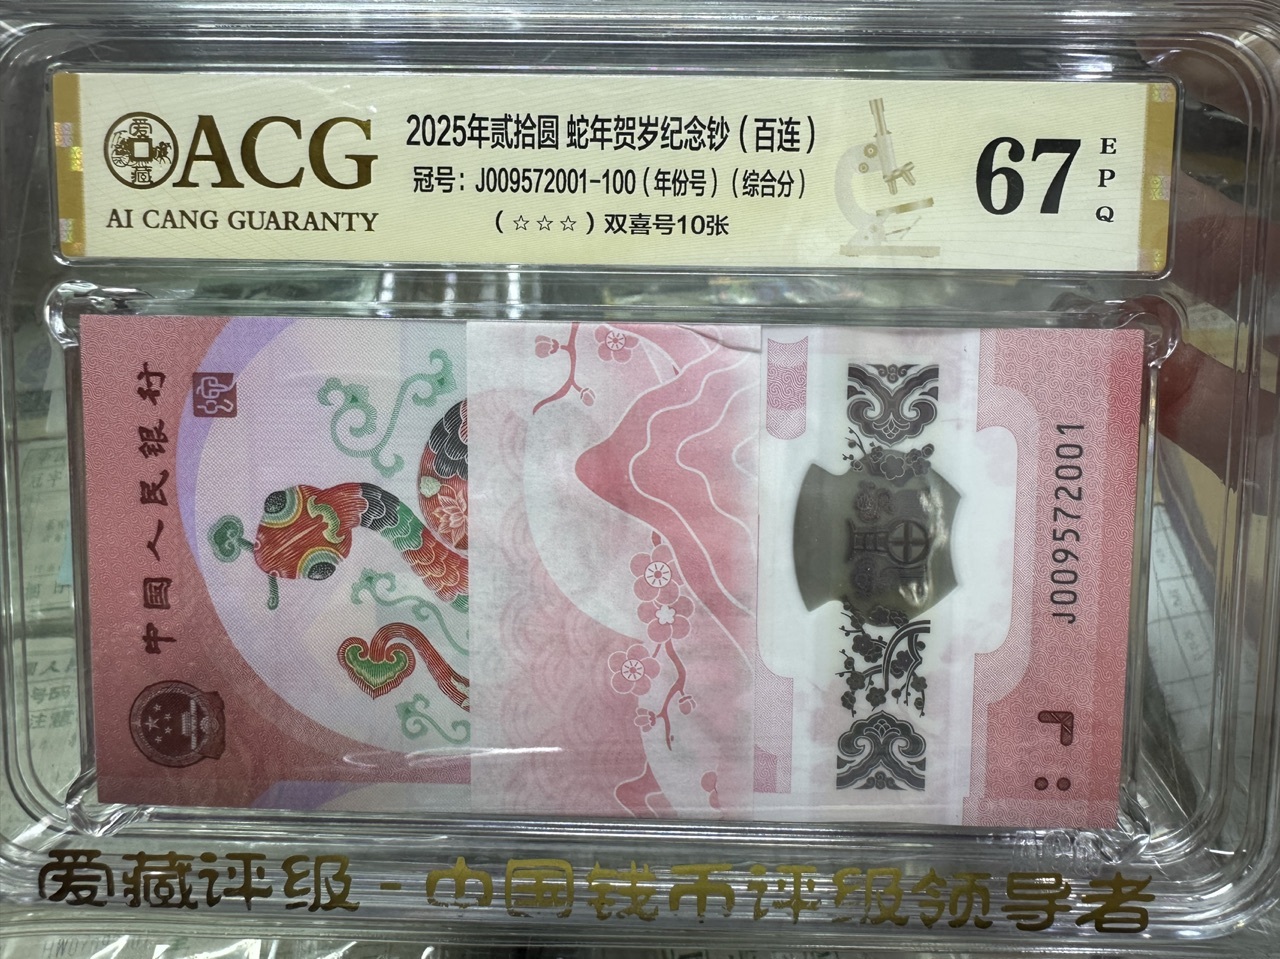 ACG
AI CANG GUARANTY
2025年贰拾圆 蛇年贺岁纪念钞（百连）
冠号：J009572001-100（年份号）（综合分）
（☆☆☆）双喜号10张
67
EPQ
中國人民銀行
J009572001
爱藏评级-中国钱币评级领导者